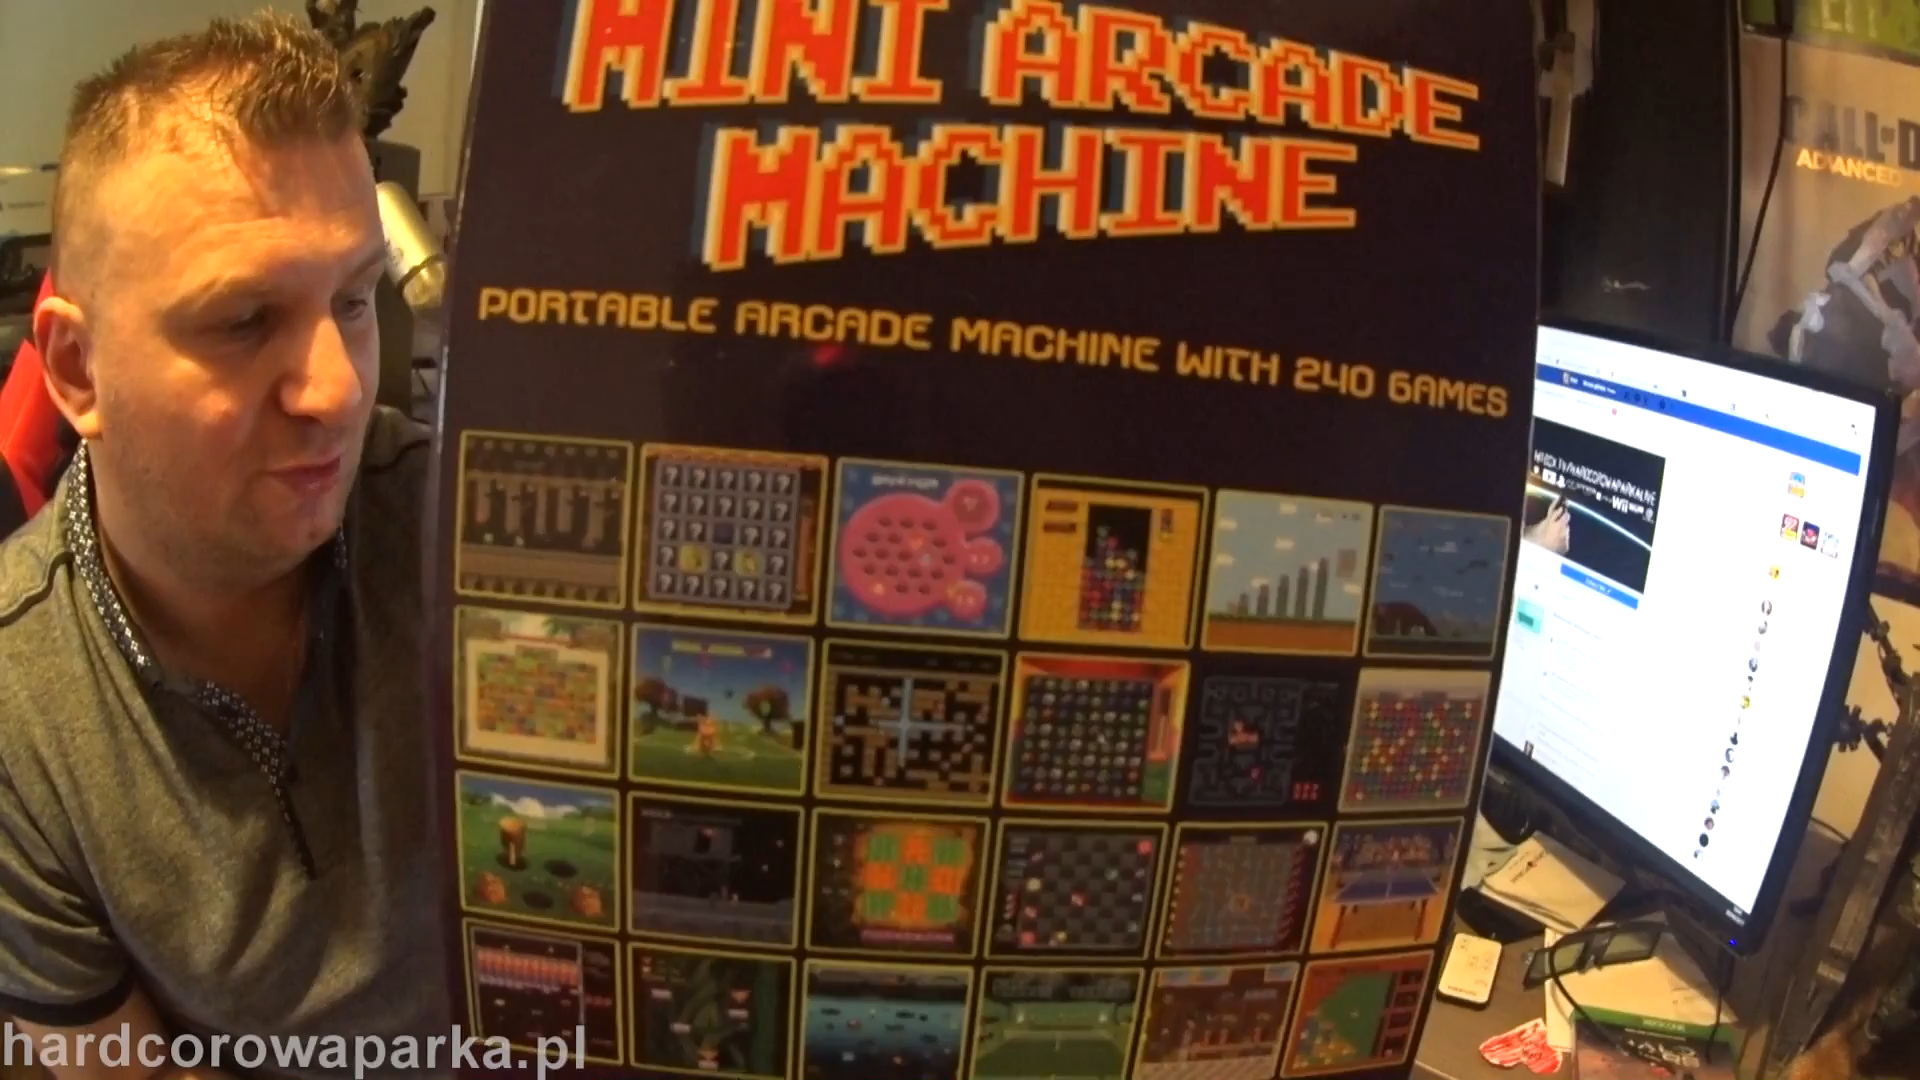 MINI ARCADE
MACHINE
PORTABLE ARCADE MACHINE WITH 240 GAMES
ADVANCED
hardcorowaparka.pl